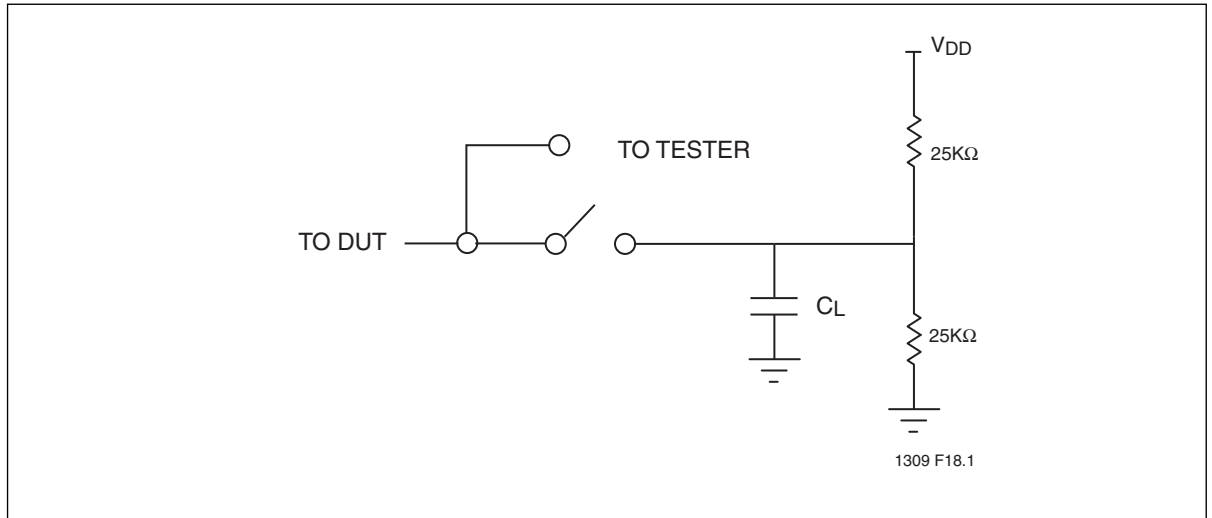 VDD
25KΩ
TO TESTER
TO DUT
CL
25KΩ
1309 F18.1